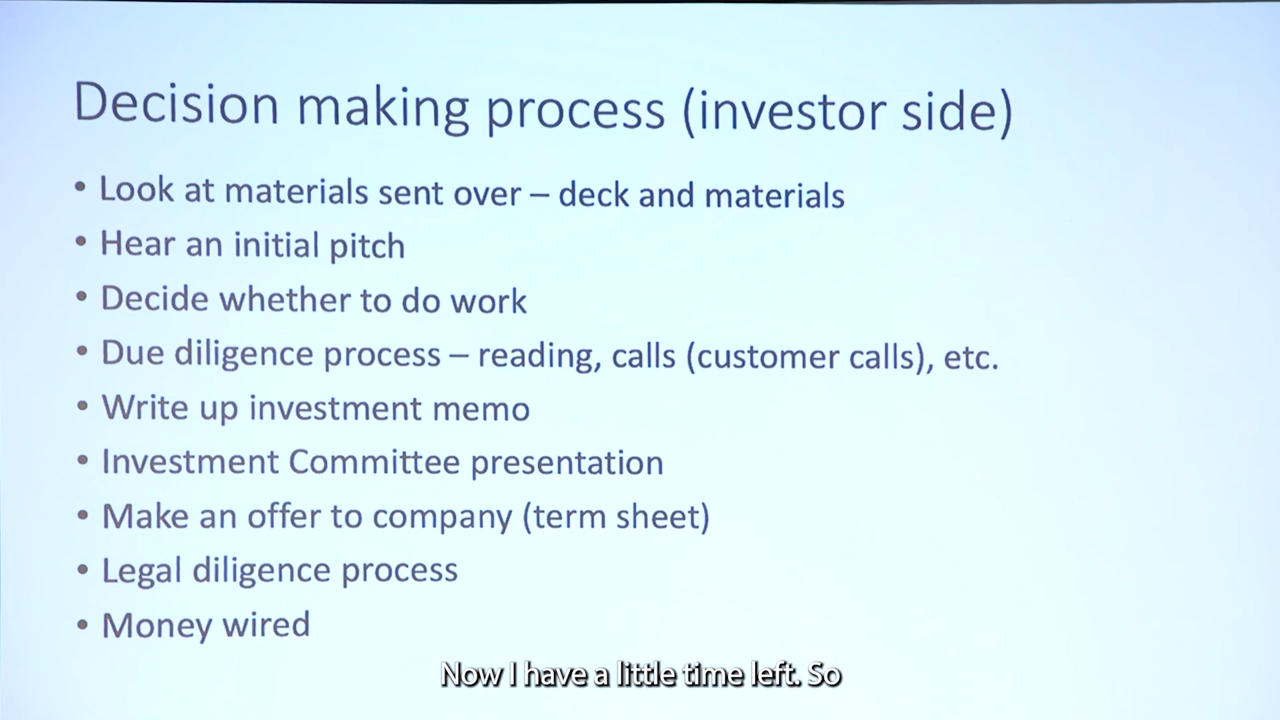 Decision making process (investor side)
• Look at materials sent over – deck and materials
• Hear an initial pitch
• Decide whether to do work
• Due diligence process – reading, calls (customer calls), etc.
• Write up investment memo
• Investment Committee presentation
• Make an offer to company (term sheet)
• Legal diligence process
• Money wired
Now I have a little time left. So